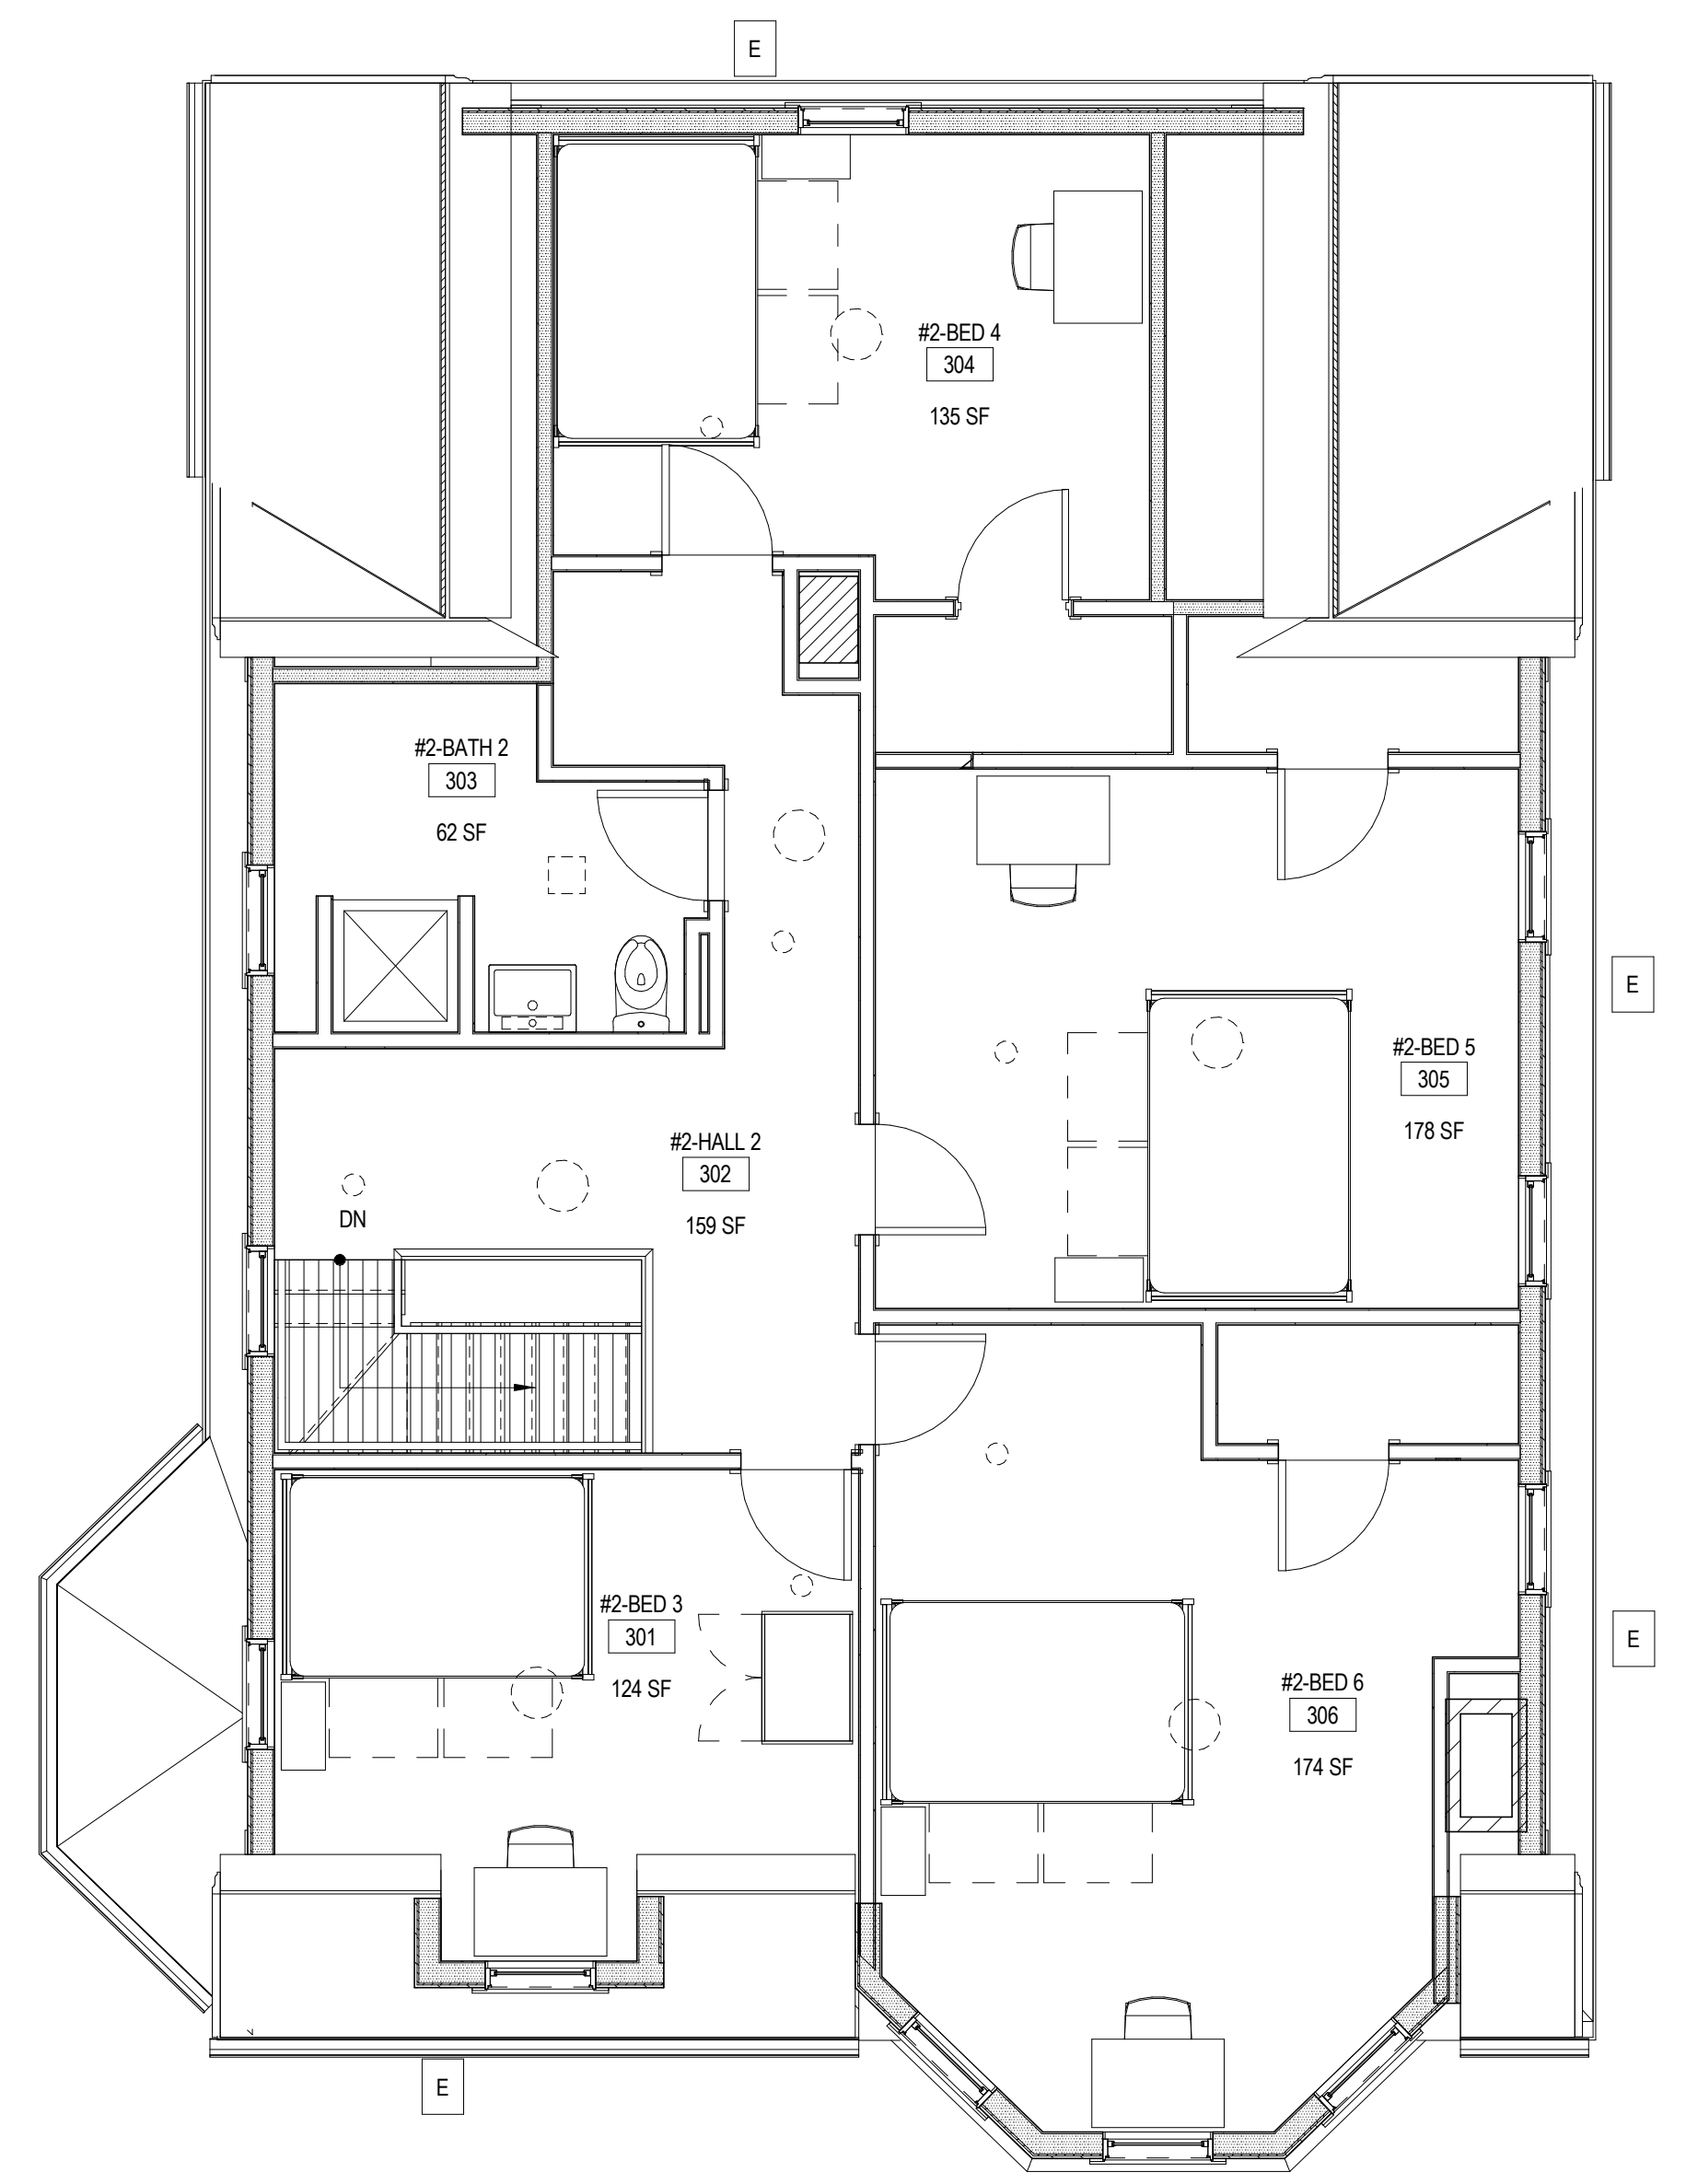 E
#2-BED 4
304
135 SF
#2-BATH 2
303
62 SF
E
#2-BED 5
305
178 SF
#2-HALL 2
302
159 SF
DN
#2-BED 3
301
124 SF
E
#2-BED 6
306
174 SF
E